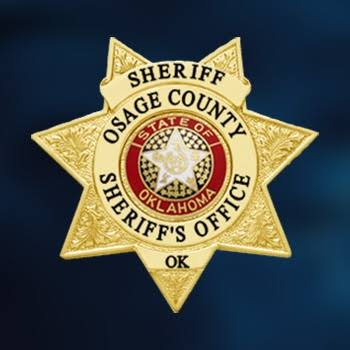 SHERIFF
OSAGE COUNTY
STATE OF
OKLAHOMA
SHERIFF'S OFFICE
OK